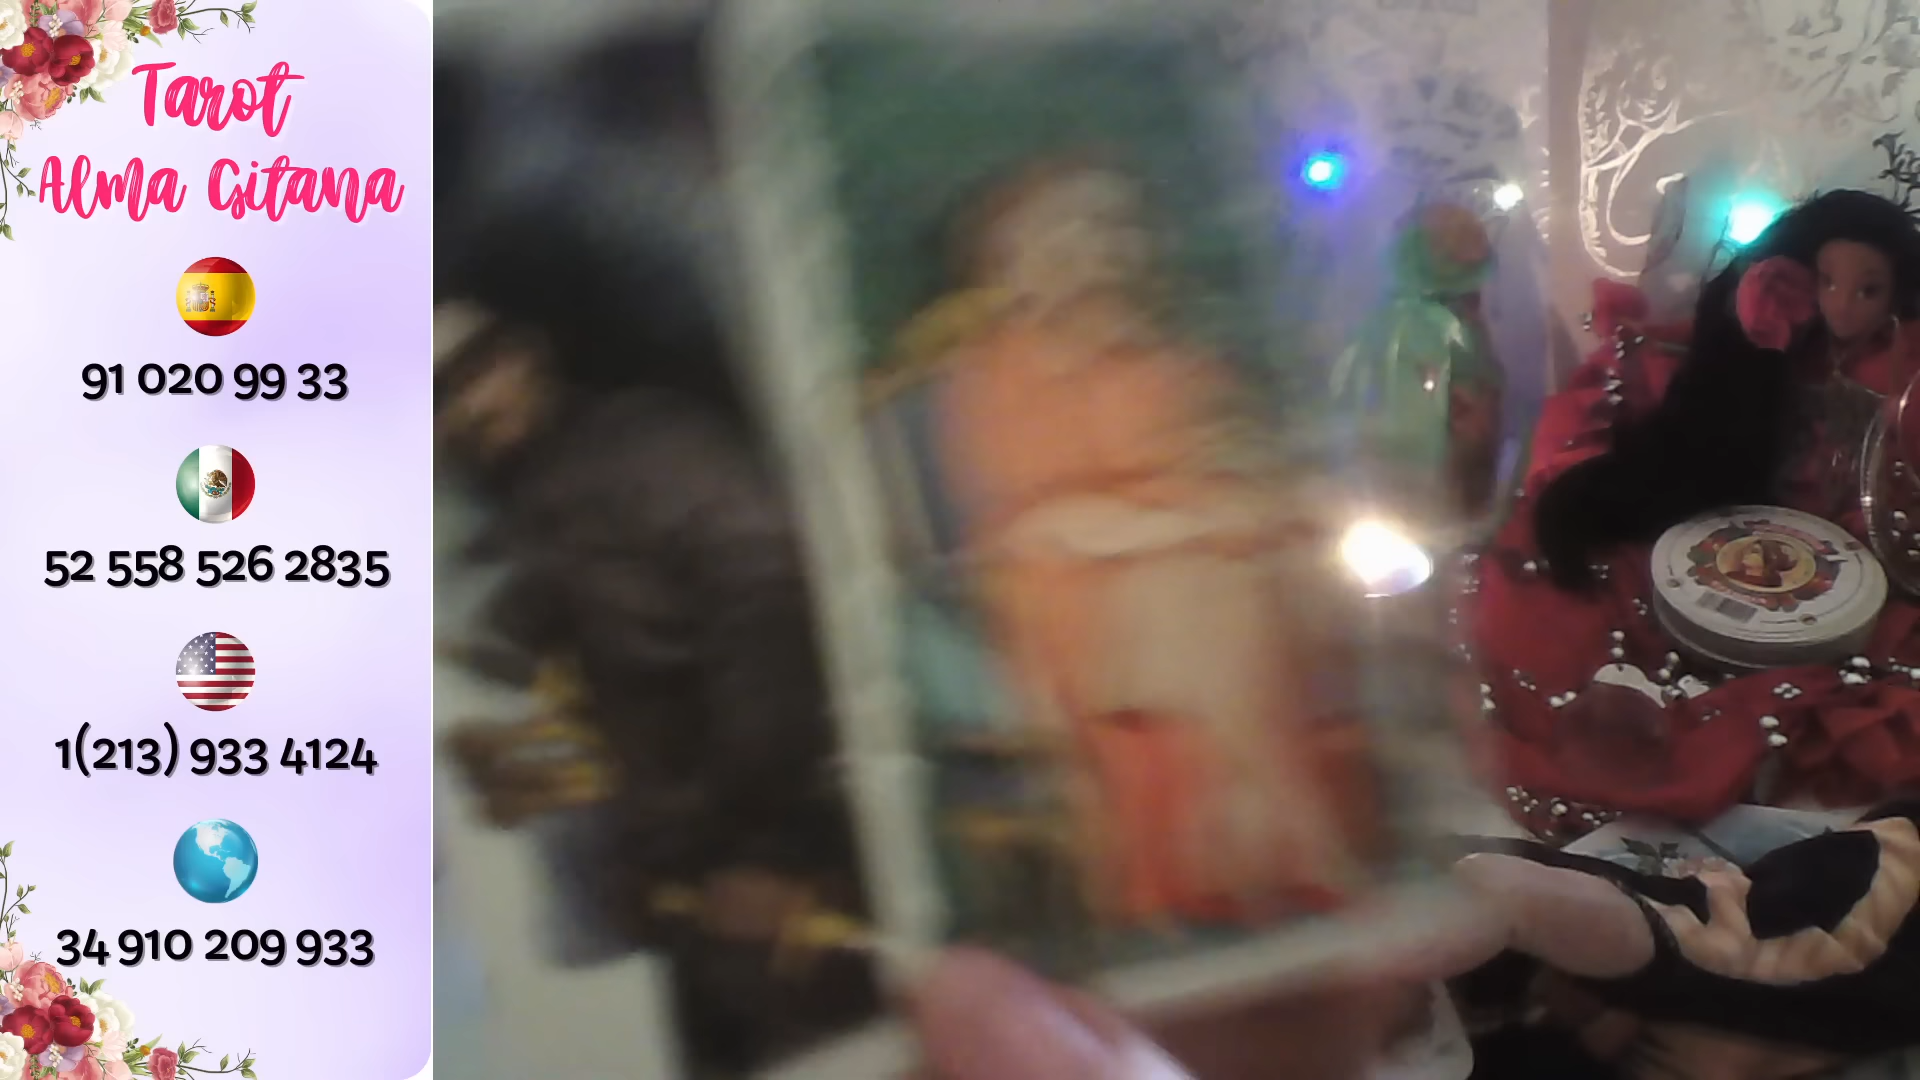 Tarot
Alma Gitana
91 020 99 33
52 558 526 2835
1(213) 933 4124
34 910 209 933